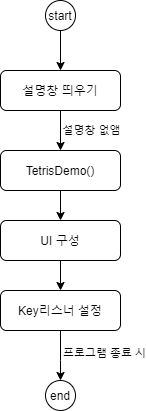 start
설명창 띄우기
설명창 없앰
TetrisDemo()
UI 구성
Key리스너 설정
프로그램 종료 시
end